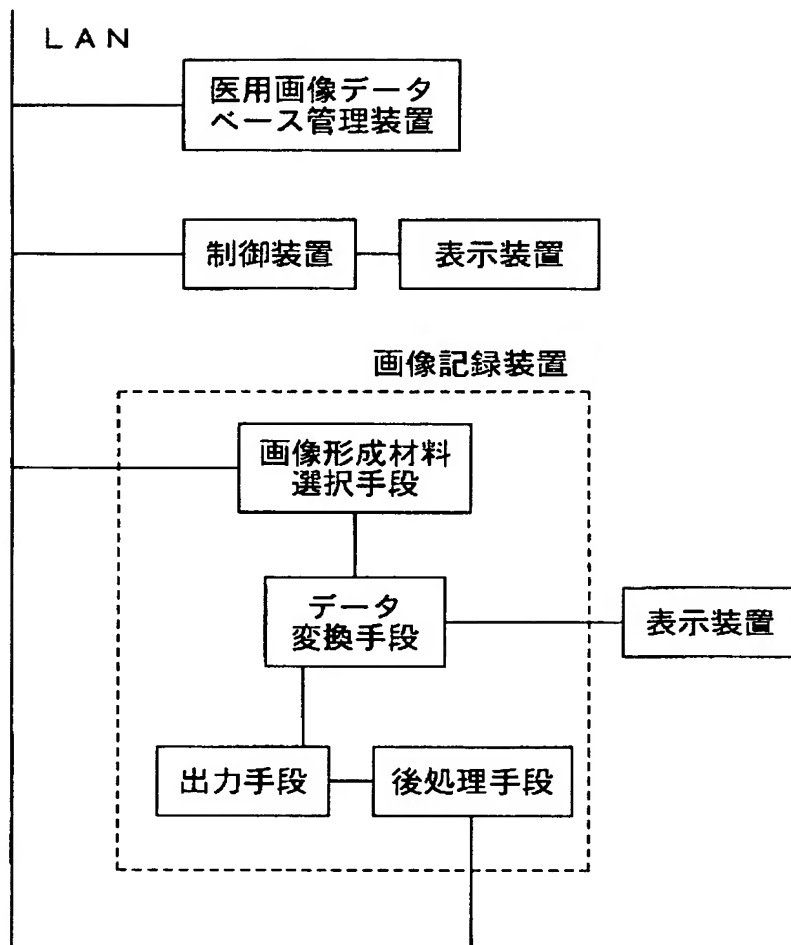 LAN
医用画像データ
ベース管理装置
制御装置
表示装置
画像記録装置
画像形成材料
選択手段
データ
変換手段
表示装置
出力手段
後処理手段